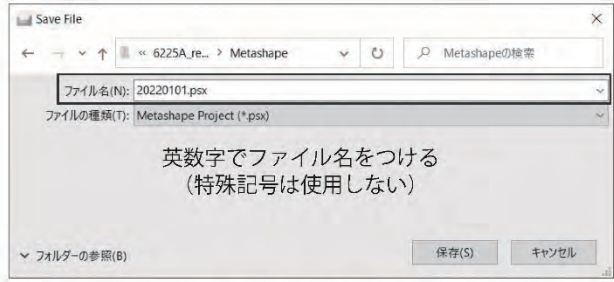 Save File
« 6225A_re... > Metashape
Metashapeの検索
ファイル名(N): 20220101.psx
ファイルの種類(T): Metashape Project (*.psx)
英数字でファイル名をつける
（特殊記号は使用しない）
フォルダーの参照(B)
保存(S)
キャンセル